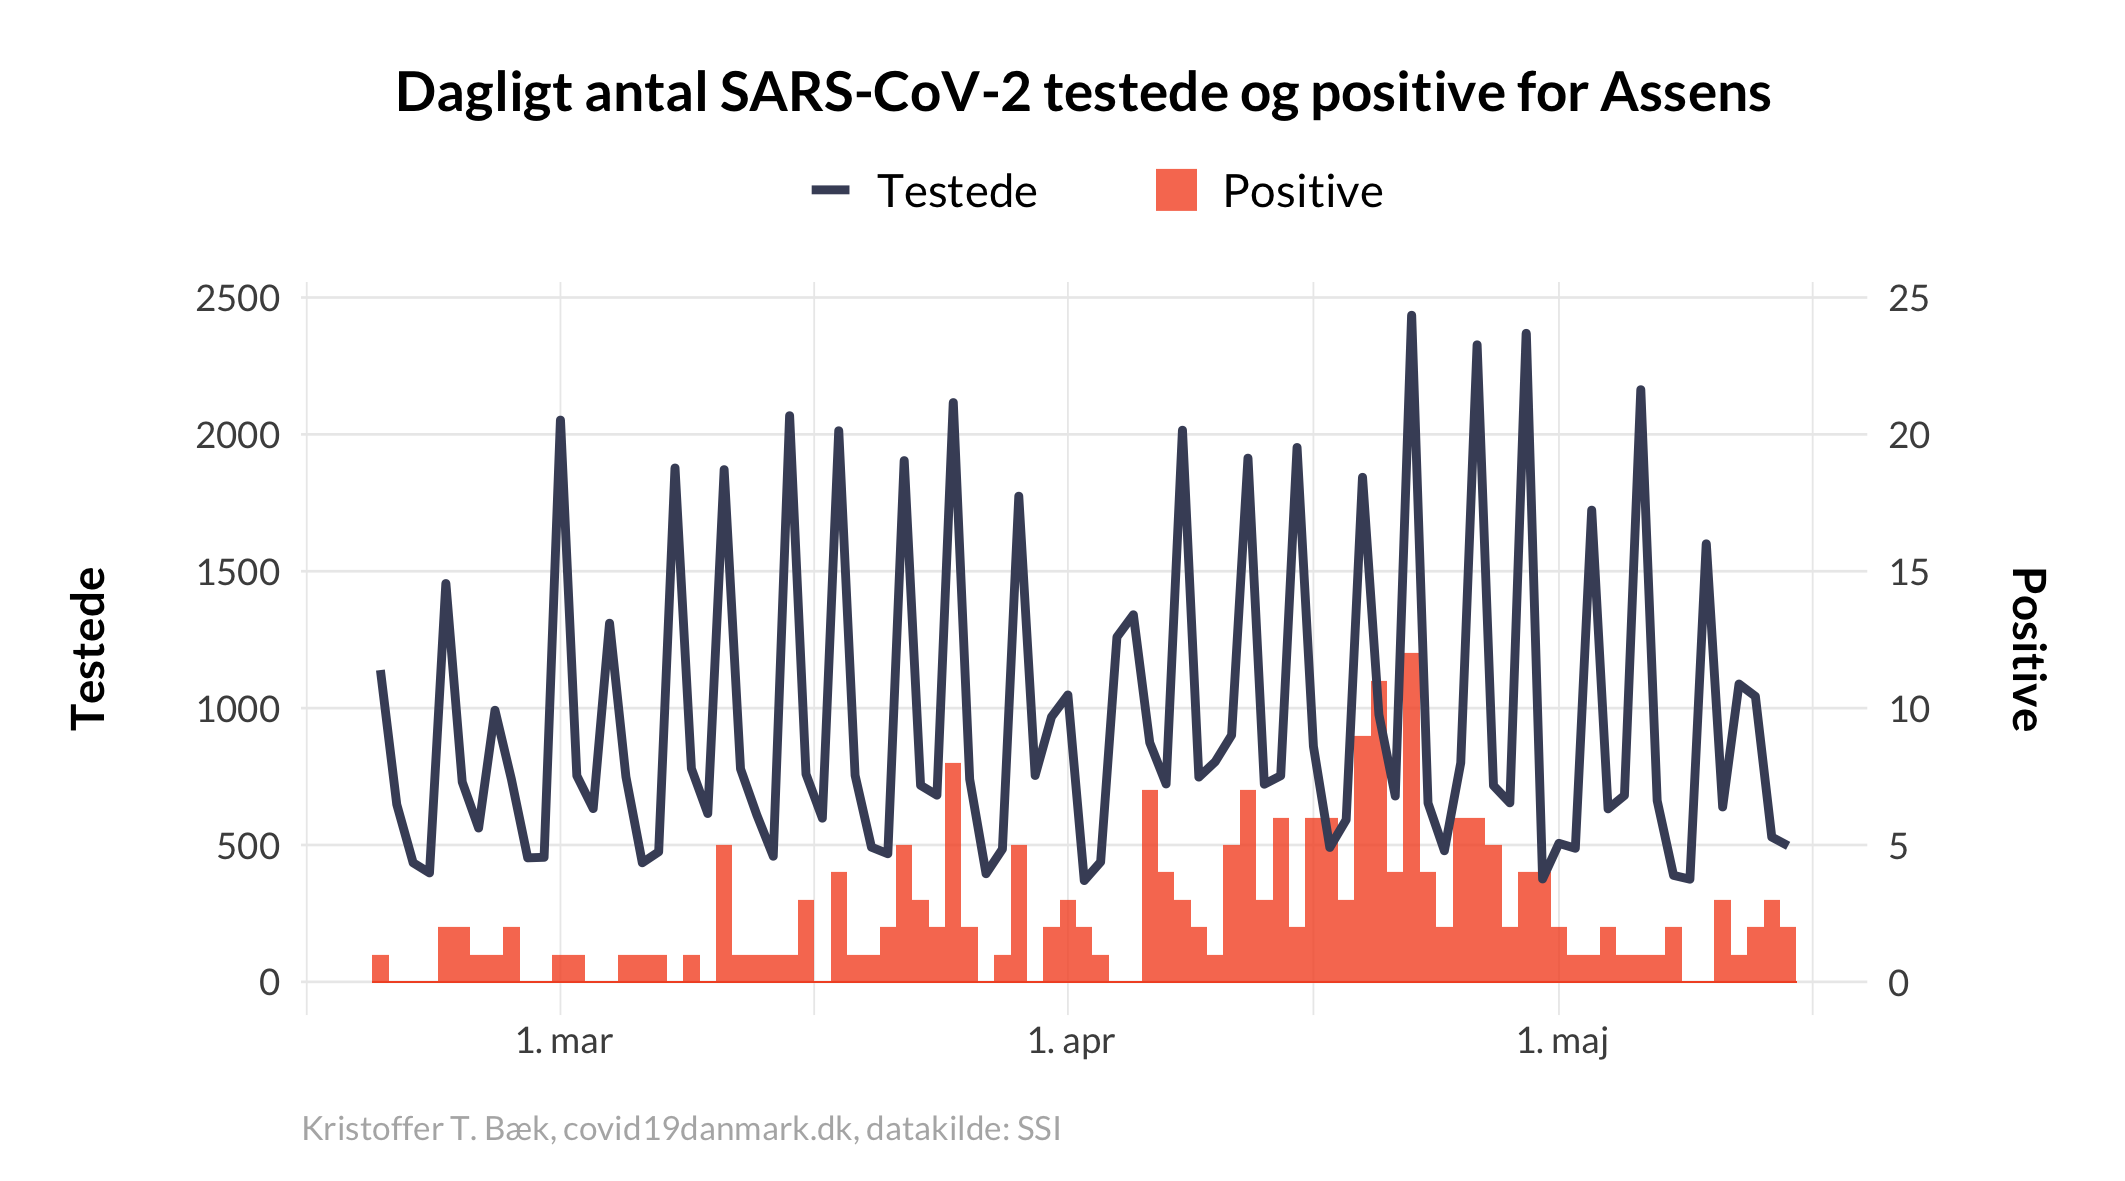 Dagligt antal SARS-CoV-2 testede og positive for Assens
Testede
Positive
2500
2000
1500
1000
500
0
Testede
25
20
15
10
5
0
Positive
1. mar
1. apr
1. maj
Kristoffer T. Bæk, covid19danmark.dk, datakilde: SSI